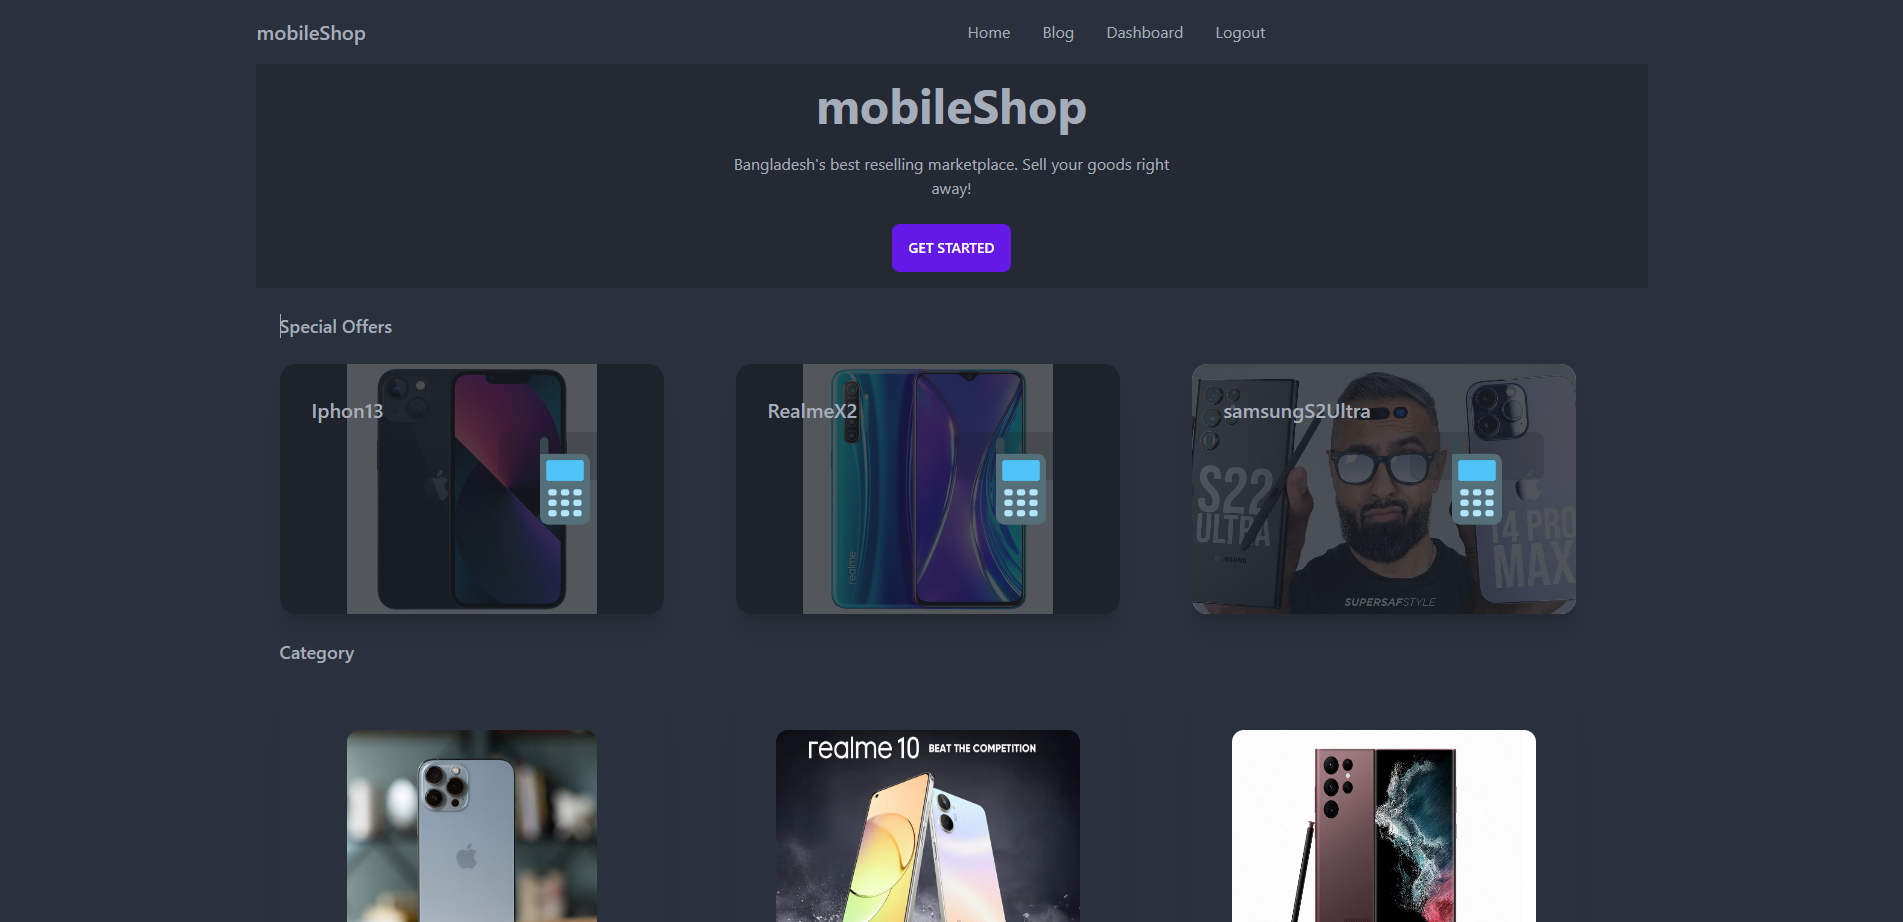 mobileShop
Home Blog Dashboard Logout
mobileShop
Bangladesh's best reselling marketplace. Sell your goods right
away!
GET STARTED
Special Offers
Iphon13
RealmeX2
samsungS2Ultra
realme
S22
ULTRA
14 PRO
MAX
SUPERSAFSTYLE
Category
realme 10 BEAT THE COMPETITION